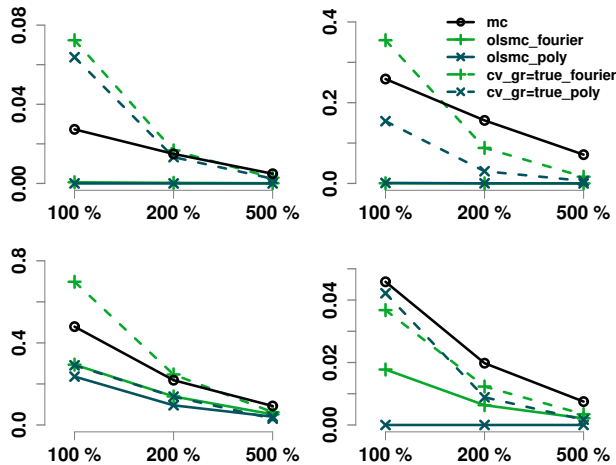 0.00 0.04 0.08
100 % 200 % 500 %
0.0 0.2 0.4
100 % 200 % 500 %
mc
olsmc_fourier
olsmc_poly
cv_gr=true_fourier
cv_gr=true_poly
0.0 0.4 0.8
100 % 200 % 500 %
0.00 0.02 0.04
100 % 200 % 500 %